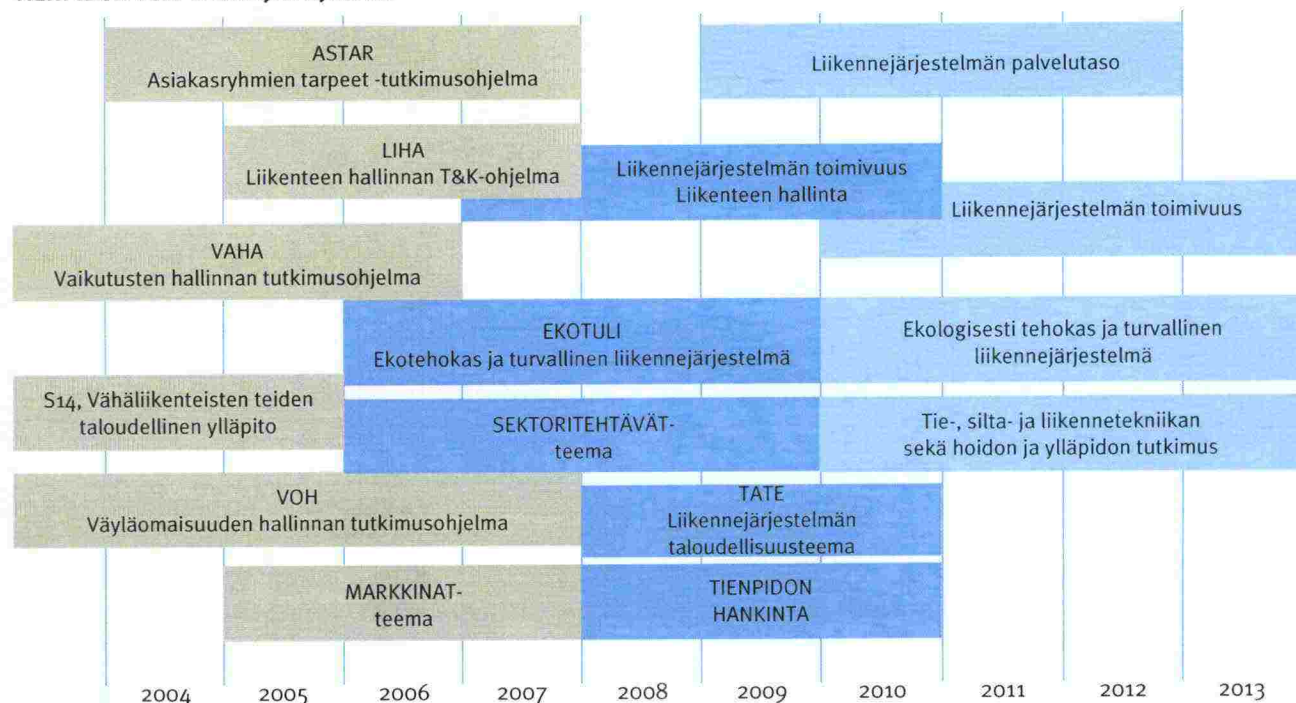 ASTAR
Asiakasryhmien tarpeet -tutkimusohjelma
Liikennejärjestelmän palvelutaso
LIHA
Liikenteen hallinnan T&K-ohjelma
Liikennejärjestelmän toimivuus
Liikenteen hallinta
Liikennejärjestelmän toimivuus
VAHA
Vaikutusten hallinnan tutkimusohjelma
EKOTULI
Ekotehokas ja turvallinen liikennejärjestelmä
Ekologisesti tehokas ja turvallinen
liikennejärjestelmä
S14, Vähäliikenteisten teiden
taloudellinen ylläpito
SEKTORITEHTÄVÄT-
teema
Tie-, silta- ja liikennetekniikan
sekä hoidon ja ylläpidon tutkimus
VOH
Väyläomaisuuden hallinnan tutkimusohjelma
TATE
Liikennejärjestelmän
taloudellisuusteema
MARKKINAT-
teema
TIENPIDON
HANKINTA
2004 2005 2006 2007 2008 2009 2010 2011 2012 2013